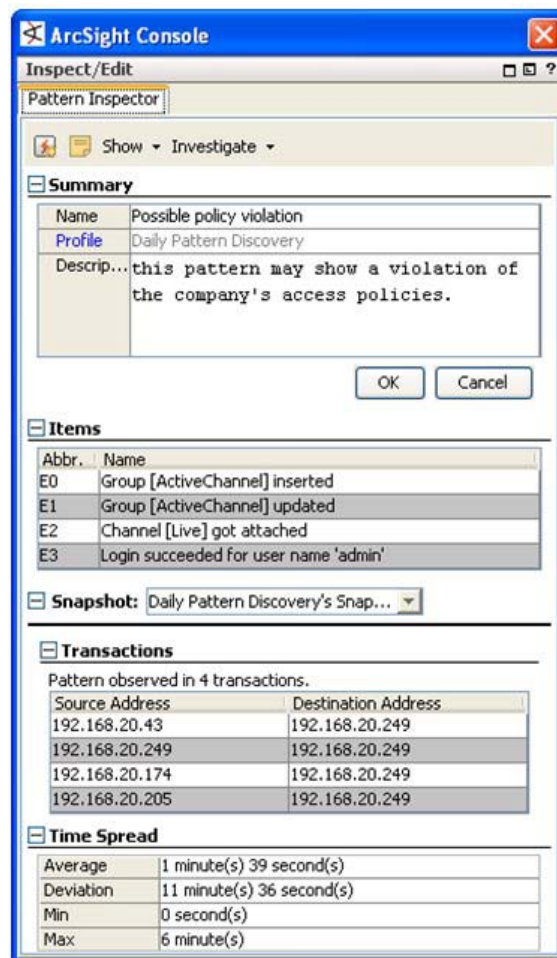 ArcSight Console
Inspect/Edit
Pattern Inspector
Show Investigate
Summary
Name Possible policy violation
Profile Daily Pattern Discovery
Descrip... this pattern may show a violation of
the company's access policies.
OK Cancel
Items
Abbr. Name
E0 Group [ActiveChannel] inserted
E1 Group [ActiveChannel] updated
E2 Channel [Live] got attached
E3 Login succeeded for user name 'admin'
Snapshot: Daily Pattern Discovery's Snap...
Transactions
Pattern observed in 4 transactions.
Source Address Destination Address
192.168.20.43 192.168.20.249
192.168.20.249 192.168.20.249
192.168.20.174 192.168.20.249
192.168.20.205 192.168.20.249
Time Spread
Average 1 minute(s) 39 second(s)
Deviation 11 minute(s) 36 second(s)
Min 0 second(s)
Max 6 minute(s)